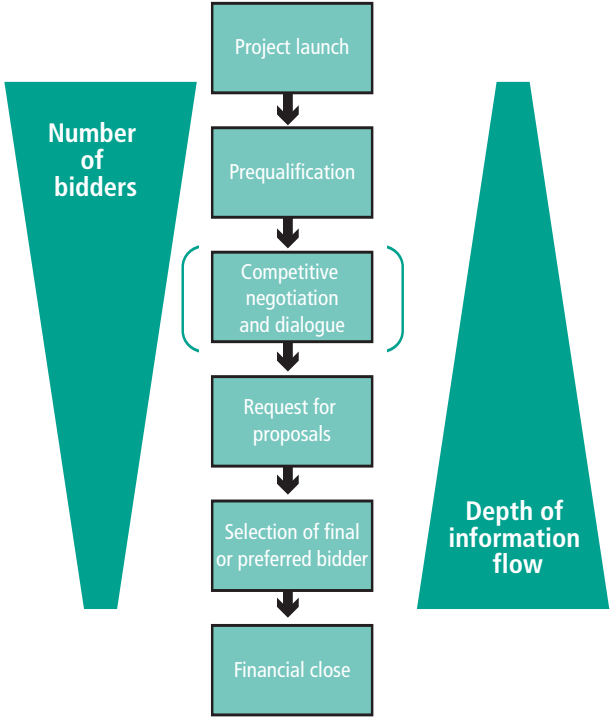 Project launch
Number
of
bidders
Prequalification
Competitive
negotiation
and dialogue
Request for
proposals
Selection of final
or preferred bidder
Depth of
information
flow
Financial close